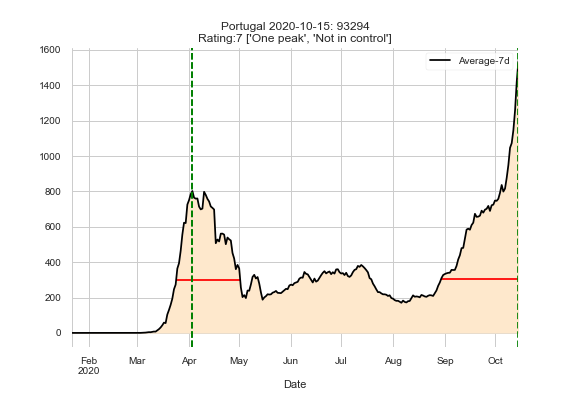 Portugal 2020-10-15: 93294
Rating:7 ['One peak', 'Not in control']
Average-7d
1600
1400
1200
1000
800
600
400
200
0
Feb Mar Apr May Jun Jul Aug Sep Oct
2020
Date